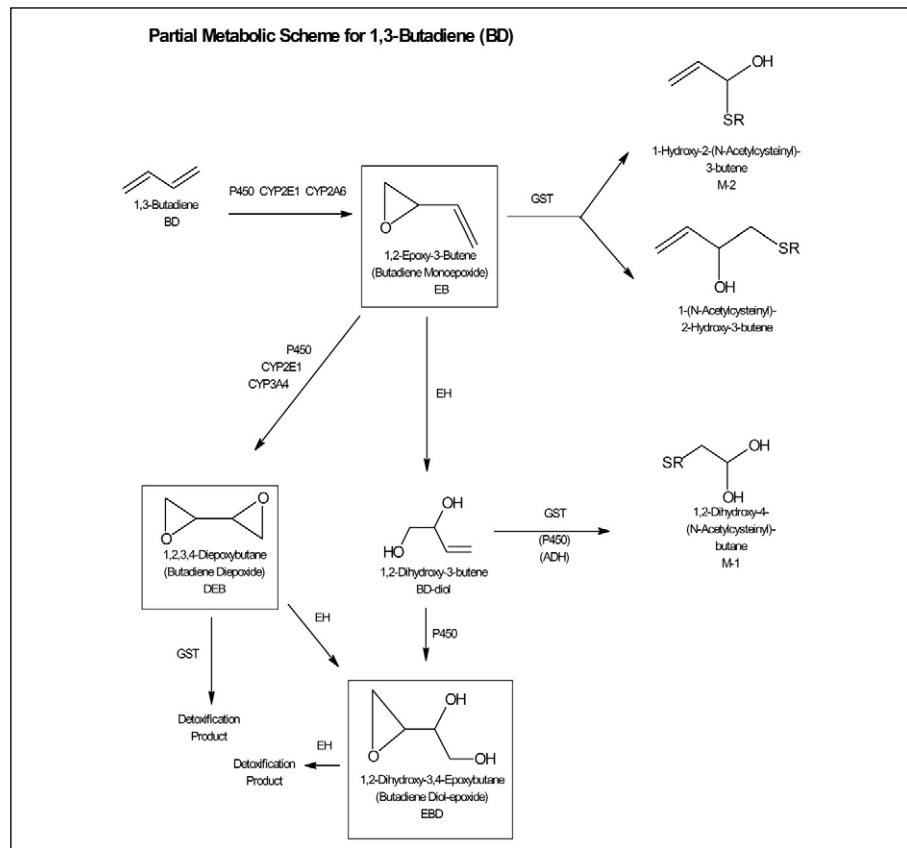 Partial Metabolic Scheme for 1,3-Butadiene (BD)
OH
SR
1-Hydroxy-2-(N-Acetylcysteinyl)-
3-butene
M-2
P450 CYP2E1 CYP2A6
1,3-Butadiene
BD
O
1,2-Epoxy-3-Butene
(Butadiene Monoepoxide)
EB
GST
SR
OH
1-(N-Acetylcysteinyl)-
2-Hydroxy-3-butene
P450
CYP2E1
CYP3A4
EH
SR
OH
OH
1,2-Dihydroxy-4-
(N-Acetylcysteinyl)-
butane
M-1
O
O
1,2,3,4-Diepoxybutane
(Butadiene Diepoxide)
DEB
OH
HO
1,2-Dihydroxy-3-butene
BD-diol
GST
(P450)
(ADH)
EH
P450
GST
Detoxification
Product
OH
O
OH
1,2-Dihydroxy-3,4-Epoxybutane
(Butadiene Diol-epoxide)
EBD
EH
Detoxification
Product